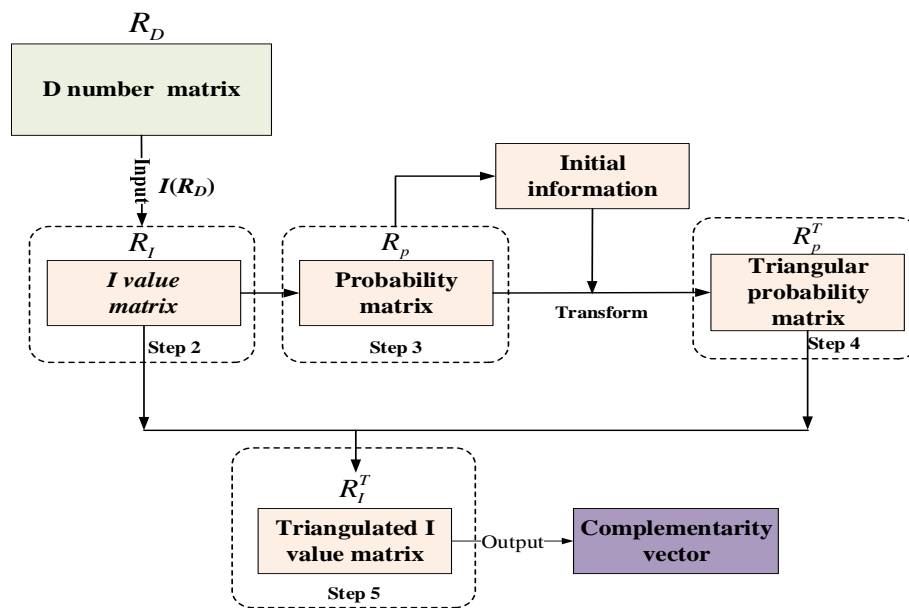 R_D
D number matrix
Input
I(R_D)
R_I
I value
matrix
Step 2
R_p
Probability
matrix
Step 3
Initial
information
Transform
R_p^T
Triangular
probability
matrix
Step 4
R_I^T
Triangulated I
value matrix
Step 5
Output
Complementarity
vector